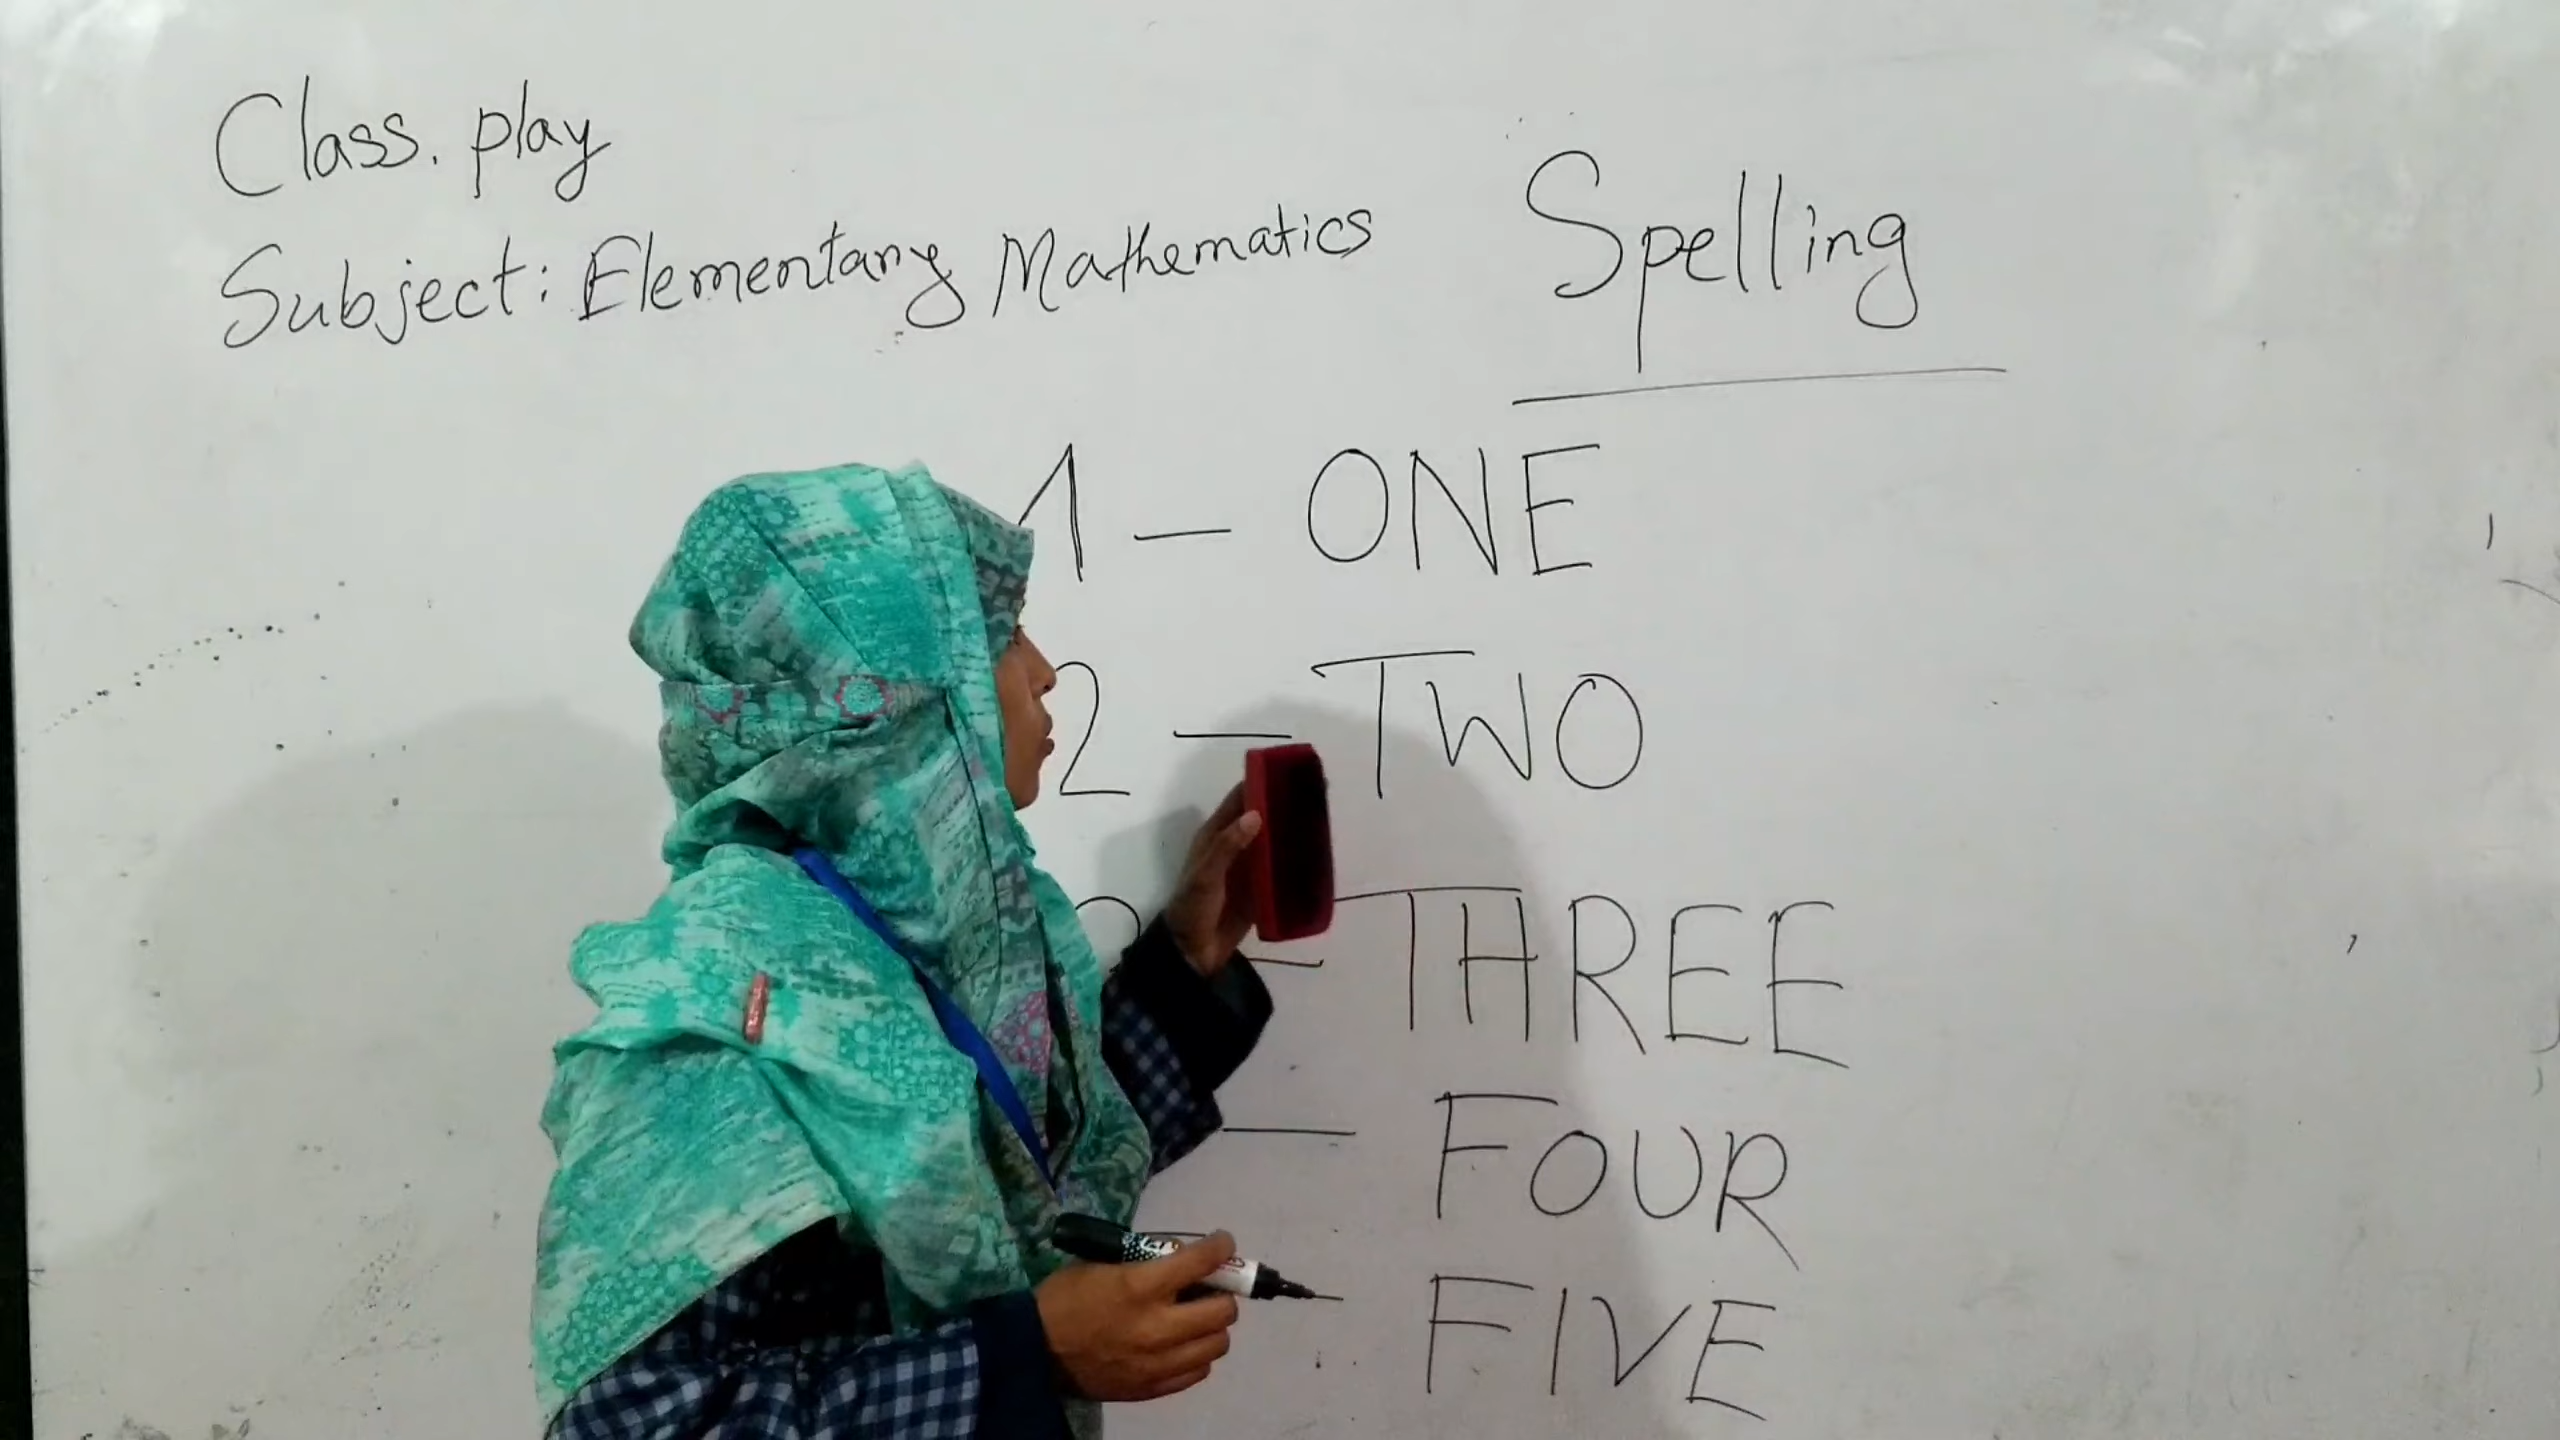 Class. play
Subject: Elementary Mathematics
Spelling
1 — ONE
2 — TWO
— THREE
— FOUR
— FIVE